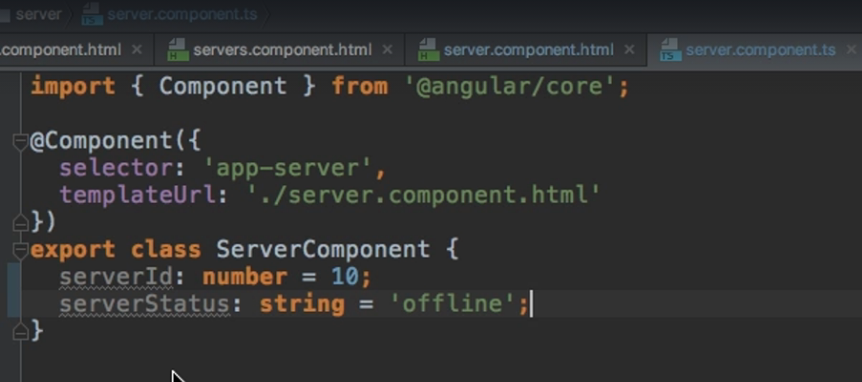 server server.component.ts
.component.html servers.component.html server.component.html server.component.ts
import { Component } from '@angular/core';
@Component({
selector: 'app-server',
templateUrl: './server.component.html'
})
export class ServerComponent {
serverId: number = 10;
serverStatus: string = 'offline';
}